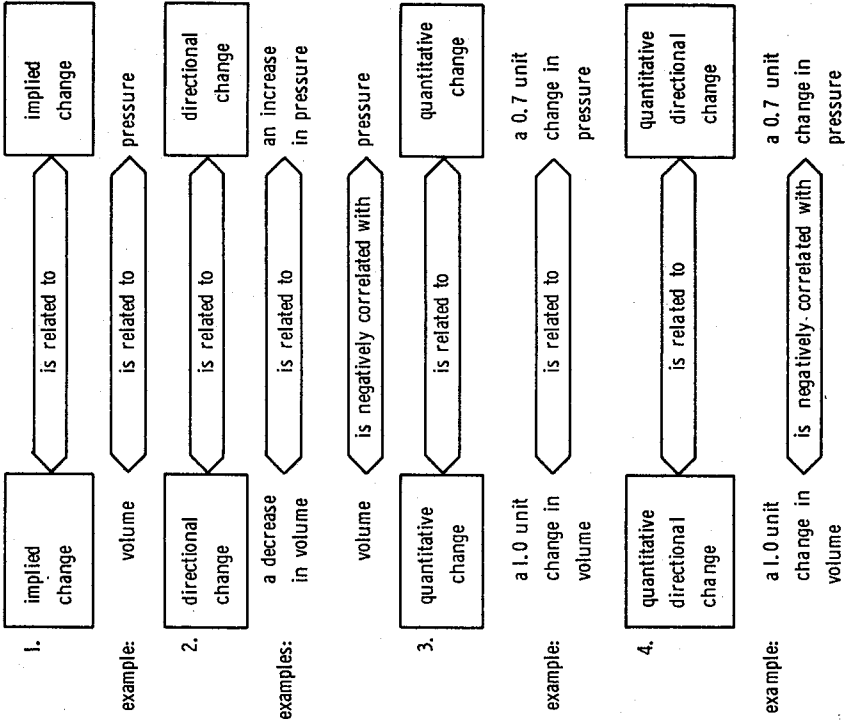 1.
implied
change
is related to
implied
change
example:
volume
is related to
pressure
2.
directional
change
is related to
directional
change
examples:
a decrease
in volume
is related to
an increase
in pressure
volume
is negatively correlated with
pressure
3.
quantitative
change
is related to
quantitative
change
example:
a 1.0 unit
change in
volume
is related to
a 0.7 unit
change in
pressure
4.
quantitative
directional
change
is related to
quantitative
directional
change
example:
a 1.0 unit
change in
volume
is negatively correlated with
a 0.7 unit
change in
pressure